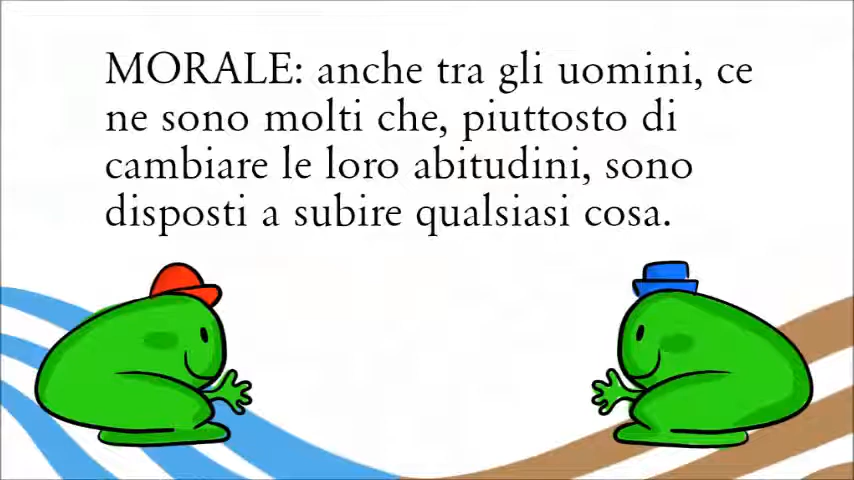 MORALE: anche tra gli uomini, ce
ne sono molti che, piuttosto di
cambiare le loro abitudini, sono
disposti a subire qualsiasi cosa.